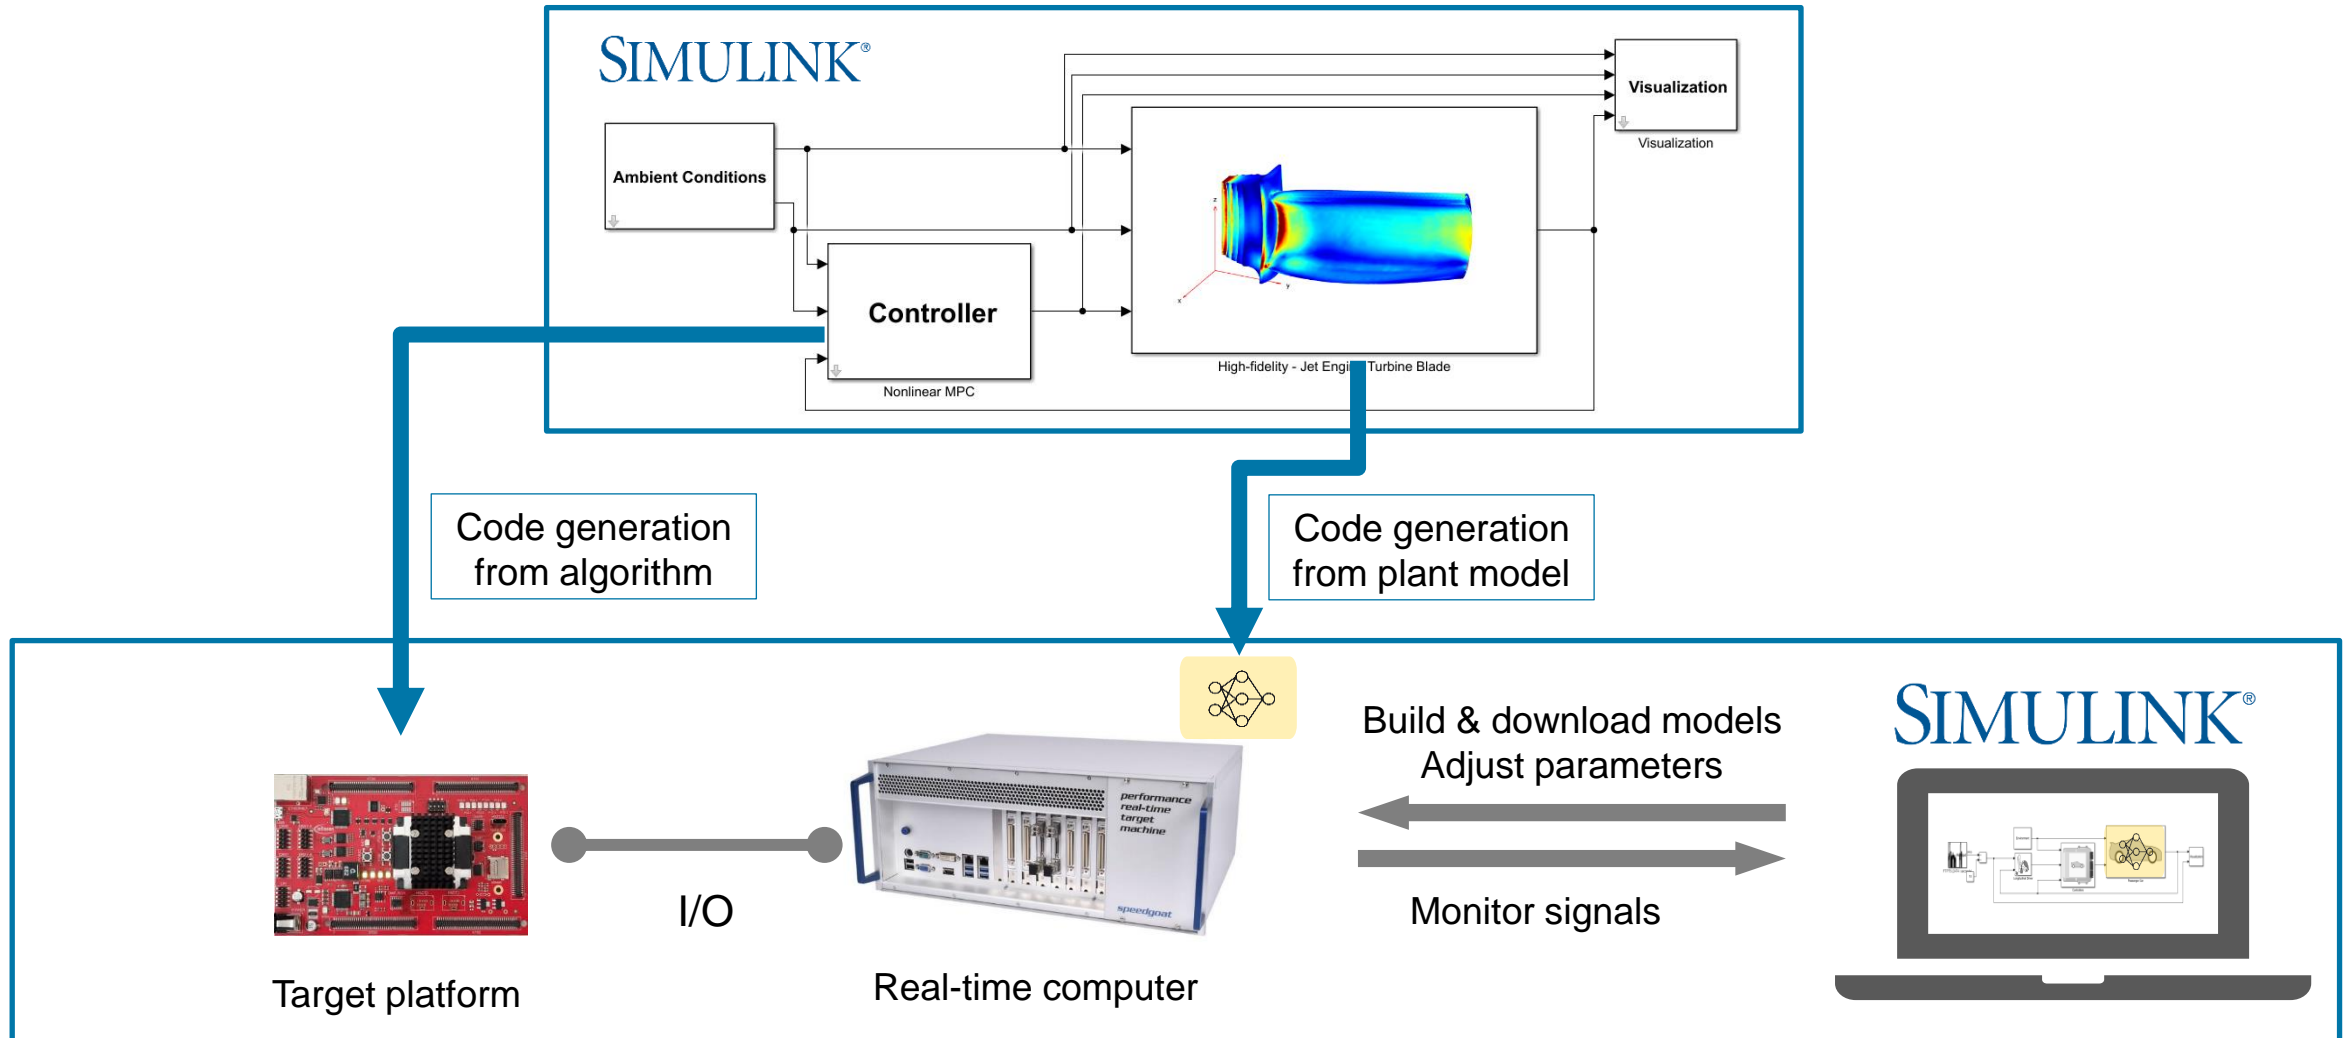 SIMULINK®
Visualization
Visualization
Ambient Conditions
z
x
y
Controller
Nonlinear MPC
High-fidelity - Jet Engi Turbine Blade
Code generation
from algorithm
Code generation
from plant model
Build & download models
Adjust parameters
SIMULINK®
performance
real-time
target
machine
speedgoat
I/O
Monitor signals
Target platform
Real-time computer